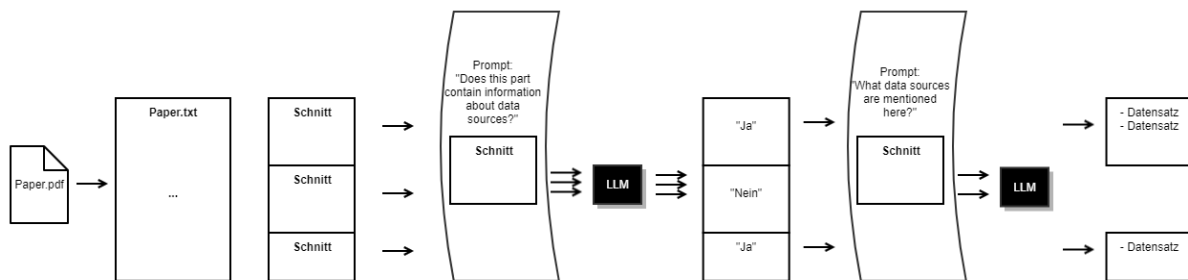 Paper.pdf
Paper.txt
...
Schnitt
Schnitt
Schnitt
Prompt:
"Does this part
contain information
about data
sources?"
Schnitt
LLM
"Ja"
"Nein"
"Ja"
Prompt:
"What data sources
are mentioned
here?"
Schnitt
LLM
- Datensatz
- Datensatz
- Datensatz